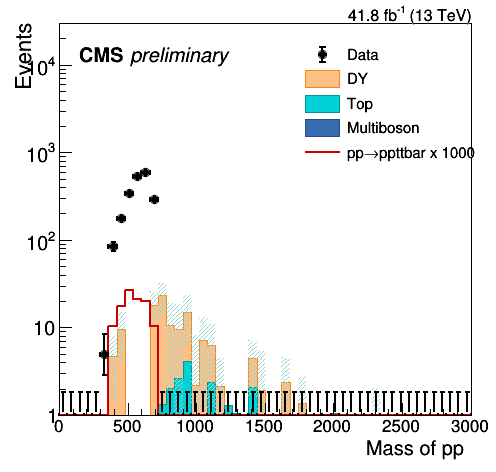 41.8 fb⁻¹ (13 TeV)
Events
CMS preliminary
Data
DY
Top
Multiboson
pp→ppttbar x 1000
10⁴
10³
10²
10
1
0 500 1000 1500 2000 2500 3000
Mass of pp